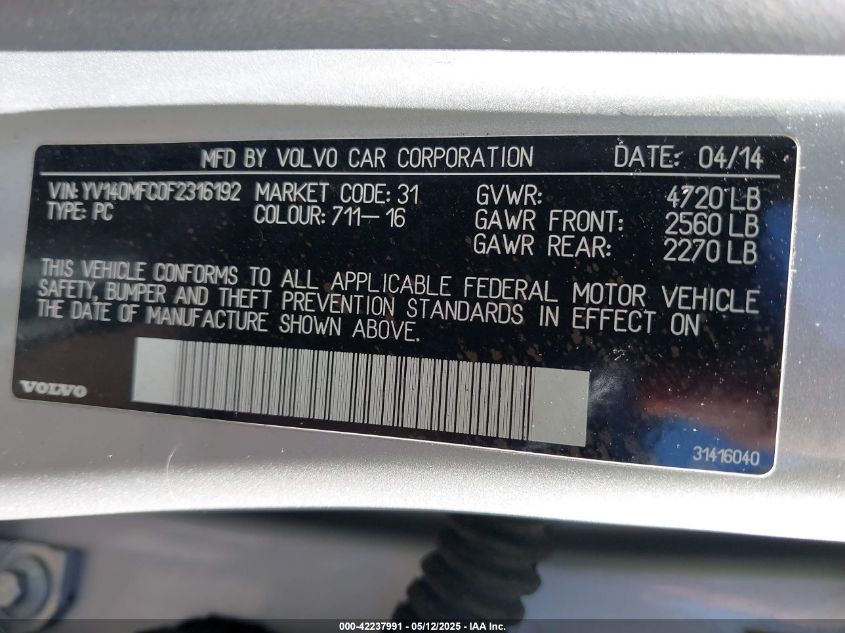 MFD BY VOLVO CAR CORPORATION DATE: 04/14
VIN: YV140MFC0F2316192 MARKET CODE: 31 GVWR: 4720 LB
TYPE: PC COLOUR: 711-16 GAWR FRONT: 2560 LB
GAWR REAR: 2270 LB
THIS VEHICLE CONFORMS TO ALL APPLICABLE FEDERAL MOTOR VEHICLE
SAFETY, BUMPER AND THEFT PREVENTION STANDARDS IN EFFECT ON
THE DATE OF MANUFACTURE SHOWN ABOVE.
VOLVO
31416040
000-42237991 - 05/12/2025 - IAA Inc.